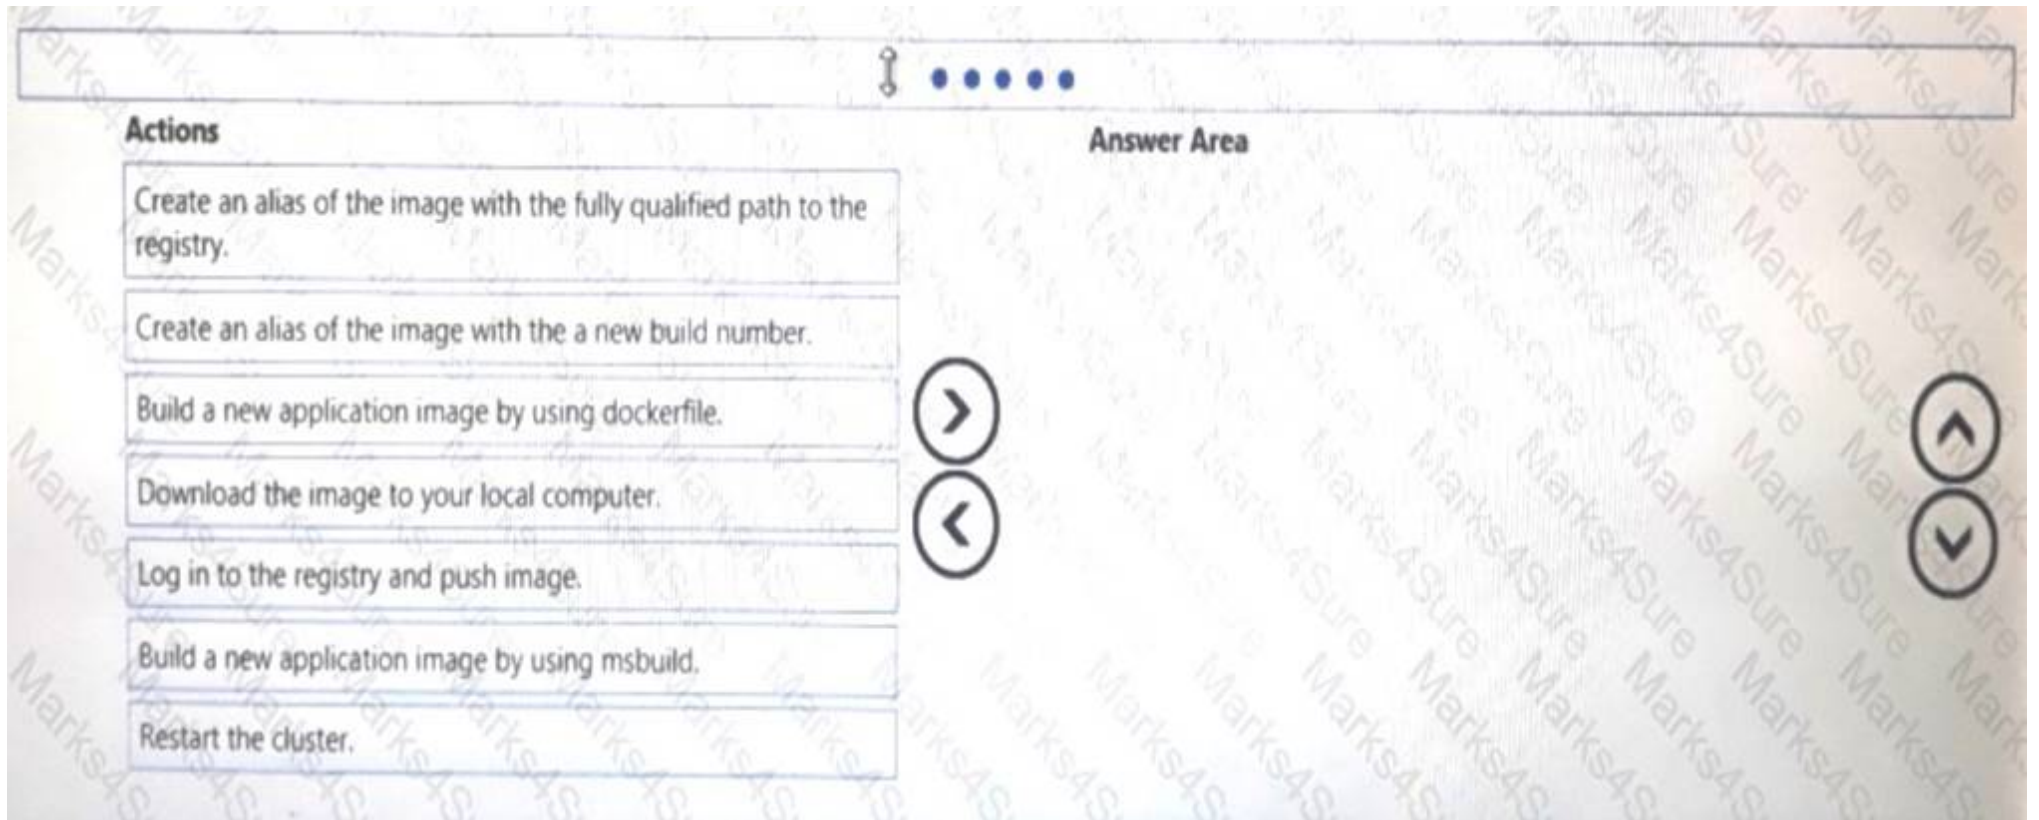 Actions
Answer Area
Create an alias of the image with the fully qualified path to the
registry.
Create an alias of the image with the a new build number.
Build a new application image by using dockerfile.
Download the image to your local computer.
Log in to the registry and push image.
Build a new application image by using msbuild.
Restart the cluster.
Marks4Sure